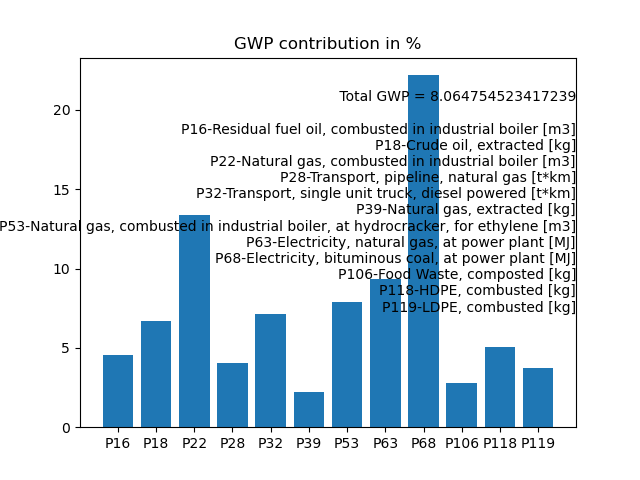 GWP contribution in %
20
15
10
5
0
Total GWP = 8.064754523417239
P16-Residual fuel oil, combusted in industrial boiler [m3]
P18-Crude oil, extracted [kg]
P22-Natural gas, combusted in industrial boiler [m3]
P28-Transport, pipeline, natural gas [t*km]
P32-Transport, single unit truck, diesel powered [t*km]
P39-Natural gas, extracted [kg]
P53-Natural gas, combusted in industrial boiler, at hydrocracker, for ethylene [m3]
P63-Electricity, natural gas, at power plant [MJ]
P68-Electricity, bituminous coal, at power plant [MJ]
P106-Food Waste, composted [kg]
P118-HDPE, combusted [kg]
P119-LDPE, combusted [kg]
P16 P18 P22 P28 P32 P39 P53 P63 P68 P106 P118 P119